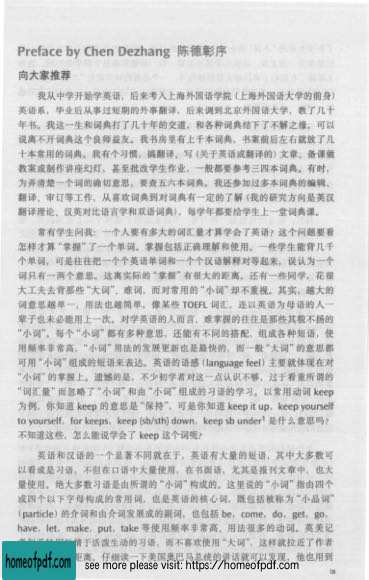 Preface by Chen Dezhang 陈德彰序
向大家推荐
我从中学开始学英语，后来考入上海外国语学院（上海外国语大学的前身）
英语系，毕业后从事过短期的外事翻译，后来调到北京外国语大学，教了几十
年书。我这一生和词典打了几十年的交道，和各种词典结下了不解之缘，可以
说离不开词典这个良师益友。我书房里有上千本词典，书案前后左右就放了几
十本常用的词典。我有个习惯，搞翻译、写（关于英语或翻译的）文章、备课做
教案或制作讲座幻灯，甚至批改学生作业，一般都要参考三四本词典。有时，
为弄清楚一个词的确切意思，要查五六本词典。我还参加过多本词典的编辑、
翻译、审订等工作，从喜欢词典到对词典有一定的了解（我的研究方向是英汉
翻译理论、汉英对比语言学和双语词典），每学年都要给学生上一堂词典课。
常有学生问我：一个人要有多大的词汇量才算学会了英语？这个问题要看
怎样才算“掌握”了一个单词。掌握包括正确理解和使用。一些学生能背几千
个单词，可是往往把一个个英语单词和一个个汉语解释对等起来，误认为一个
词只有一两个意思。这离实际的“掌握”有很大的距离。还有一些同学，花很
大工夫去背那些“大词”、难词，而对常用的“小词”却不重视。其实，越大的
词意思越单一，用法也越简单，像某些 TOEFL 词汇，连以英语为母语的人一
辈子也未必能用上一次。对学英语的人而言，难掌握的往往是那些其貌不扬的
“小词”。每个“小词”都有多种意思，还能有不同的搭配，组成各种短语，使
用频率非常高，“小词”用法的发展更新也是最快的，而一般“大词”的意思都
可用“小词”组成的短语来表达。英语的语感 (language feel) 主要就体现在对
“小词”的掌握上。遗憾的是，不少初学者对这一点认识不够，过于看重所谓的
“词汇量”而忽略了“小词”和由“小词”组成的习语的学习。以常用动词 keep
为例，你知道 keep 的意思是“保持”，可是你知道 keep it up，keep yourself
to yourself，for keeps，keep (sb/sth) down，keep sb under¹ 是什么意思吗？
不知道这些，怎么能说学会了 keep 这个词呢？
英语和汉语的一个显著不同就在于，英语有大量的短语，其中大多数可
以看成是习语，不但在口语中大量使用，在书面语，尤其是报刊文章中，也大
量使用。绝大多数习语是由所谓的“小词”构成的。这里说的“小词”指由四个
或四个以下字母构成的常用词，也是英语的核心词，既包括被称为“小品词”
(particle) 的介词和由介词发展成的副词，也包括 be，come，do，get，go，
have，let，make，put，take 等使用频率非常高、用法很多的动词。英美记
情于活泼生动的习语，而不喜欢使用“大词”，这样就拉近了作者
距离。仔细读一下美国奥巴马总统的讲话就可以发现，他也用到
IX
homeofpdf.com
see more please visit: https://homeofpdf.com